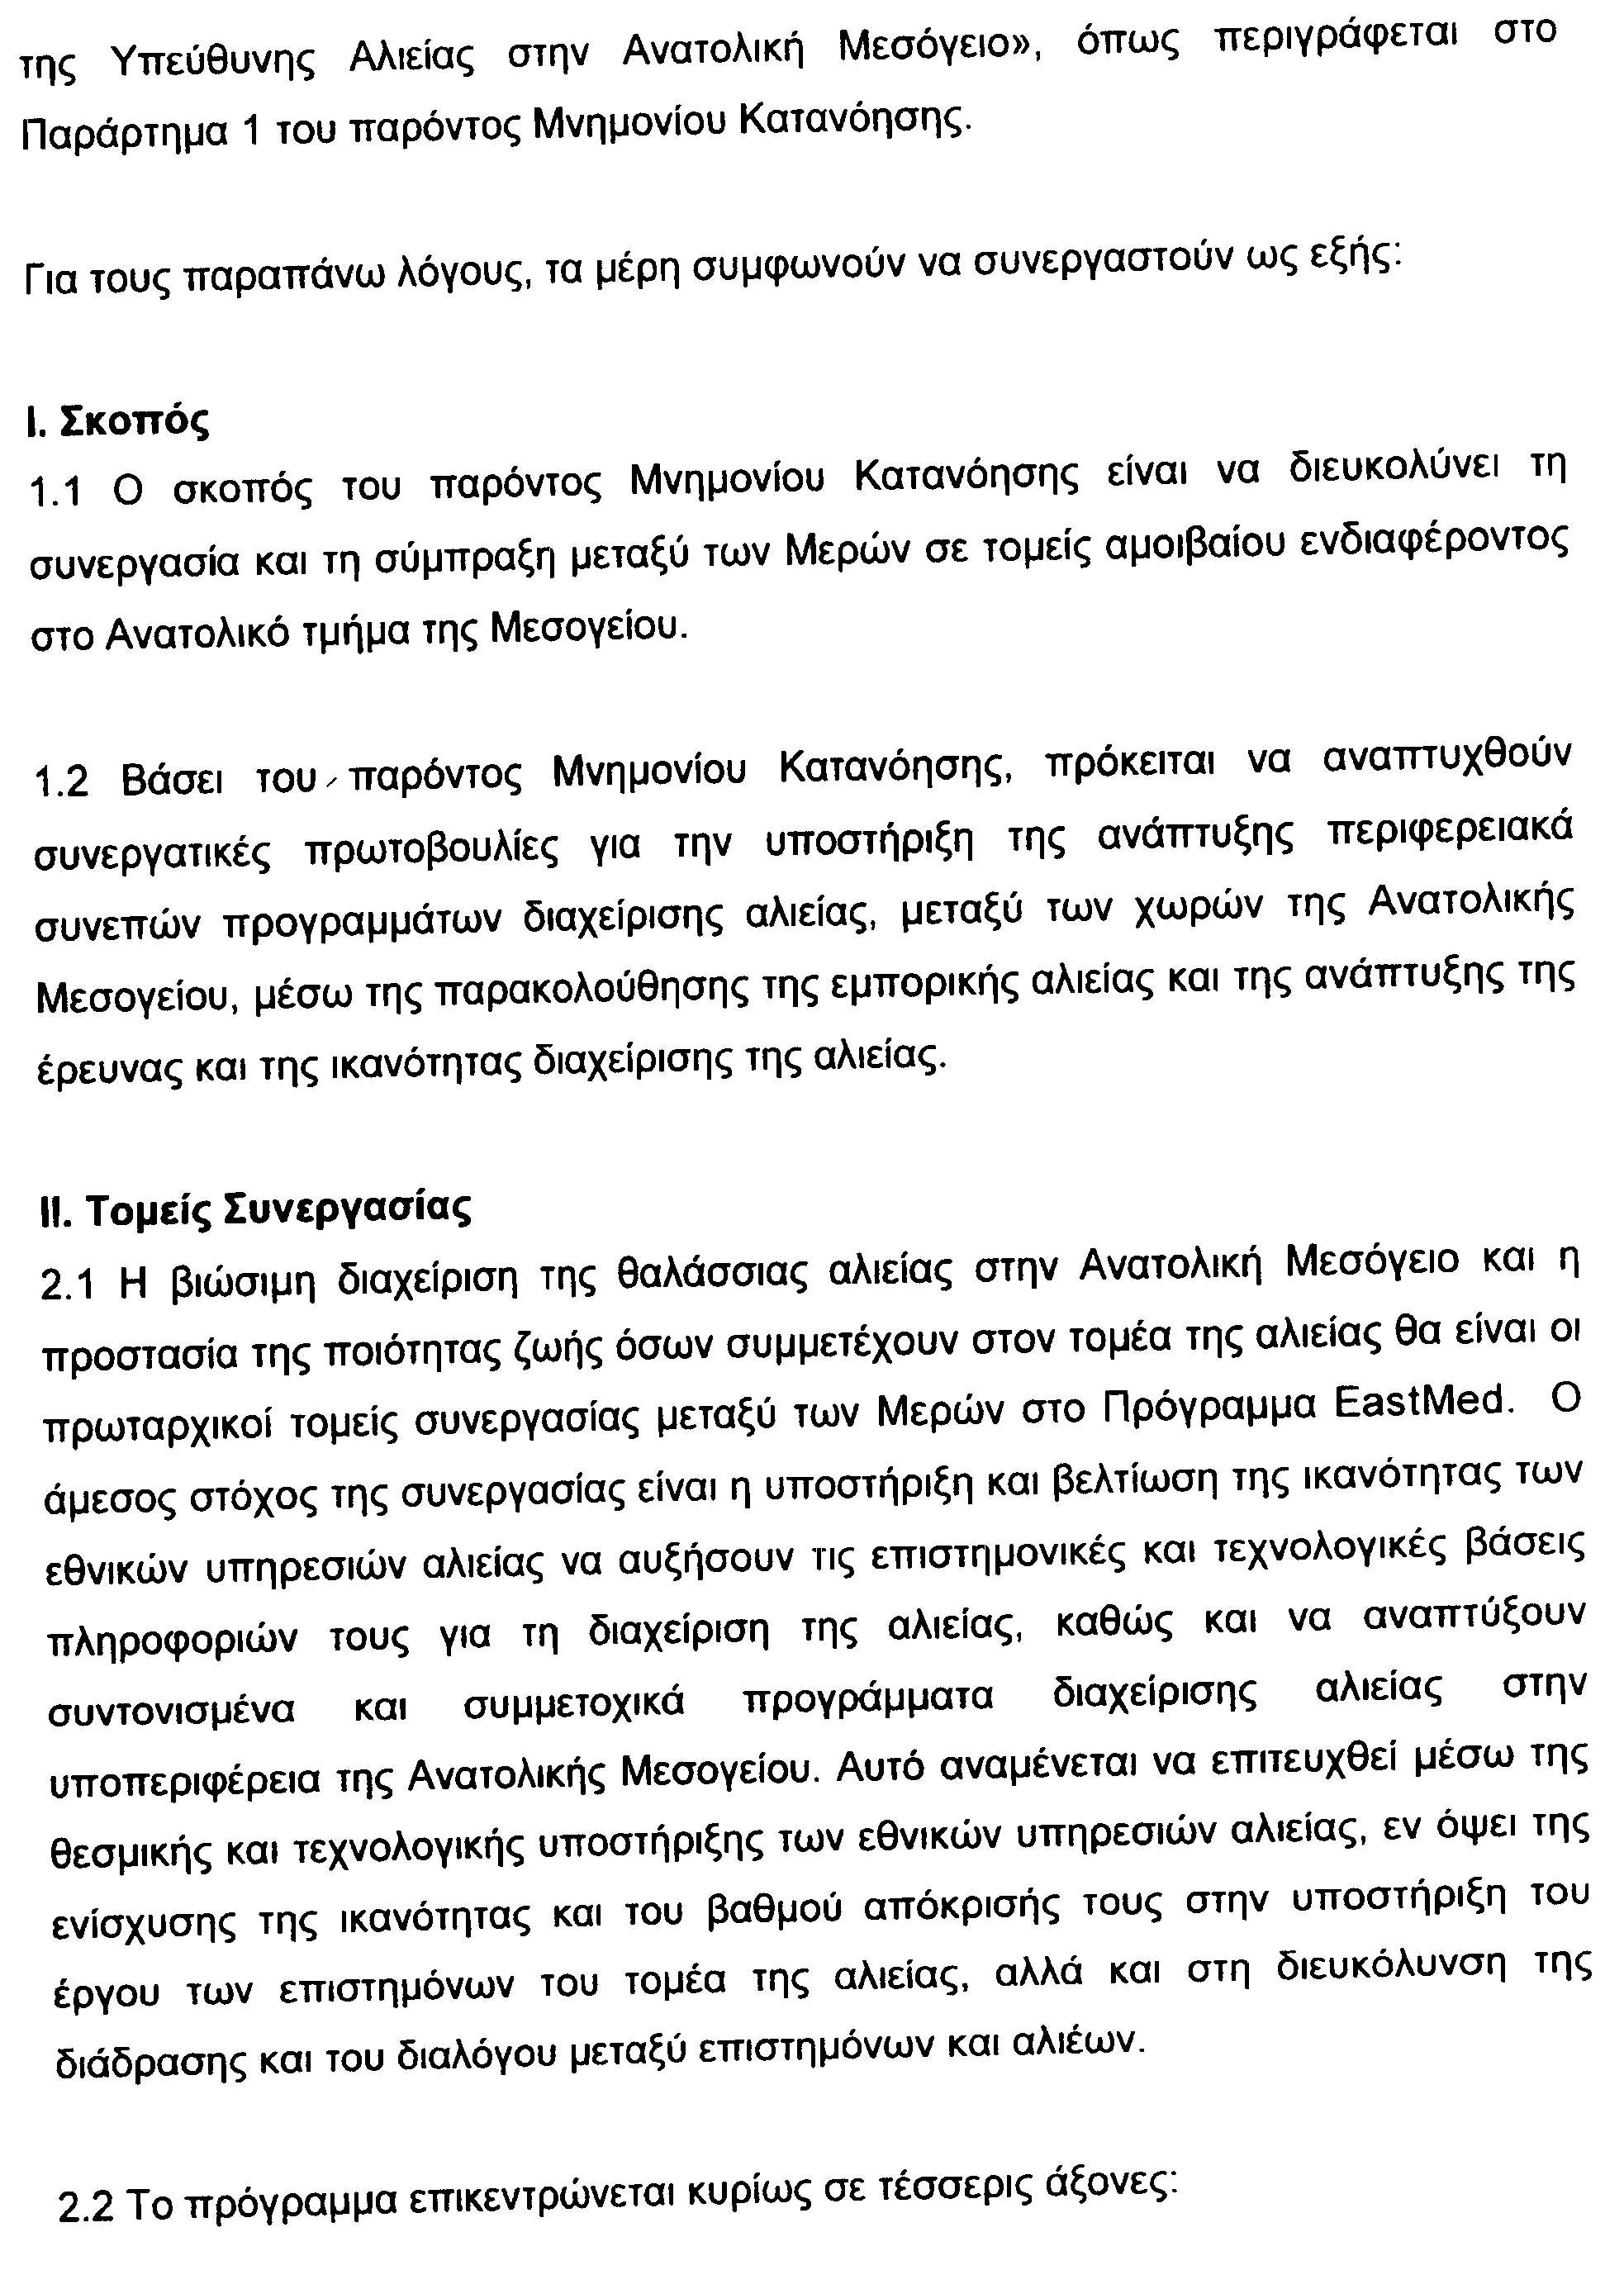 της Υπεύθυνης Αλιείας στην Ανατολική Μεσόγειο», όπως περιγράφεται στο
Παράρτημα 1 του παρόντος Μνημονίου Κατανόησης.
Για τους παραπάνω λόγους, τα μέρη συμφωνούν να συνεργαστούν ως εξής:
Ι. Σκοπός
1.1 Ο σκοπός του παρόντος Μνημονίου Κατανόησης είναι να διευκολύνει τη
συνεργασία και τη σύμπραξη μεταξύ των Μερών σε τομείς αμοιβαίου ενδιαφέροντος
στο Ανατολικό τμήμα της Μεσογείου.
1.2 Βάσει του παρόντος Μνημονίου Κατανόησης, πρόκειται να αναπτυχθούν
συνεργατικές πρωτοβουλίες για την υποστήριξη της ανάπτυξης περιφερειακά
συνεπών προγραμμάτων διαχείρισης αλιείας, μεταξύ των χωρών της Ανατολικής
Μεσογείου, μέσω της παρακολούθησης της εμπορικής αλιείας και της ανάπτυξης της
έρευνας και της ικανότητας διαχείρισης της αλιείας.
ΙΙ. Τομείς Συνεργασίας
2.1 Η βιώσιμη διαχείριση της θαλάσσιας αλιείας στην Ανατολική Μεσόγειο και η
προστασία της ποιότητας ζωής όσων συμμετέχουν στον τομέα της αλιείας θα είναι οι
πρωταρχικοί τομείς συνεργασίας μεταξύ των Μερών στο Πρόγραμμα EastMed. Ο
άμεσος στόχος της συνεργασίας είναι η υποστήριξη και βελτίωση της ικανότητας των
εθνικών υπηρεσιών αλιείας να αυξήσουν τις επιστημονικές και τεχνολογικές βάσεις
πληροφοριών τους για τη διαχείριση της αλιείας, καθώς και να αναπτύξουν
συντονισμένα και συμμετοχικά προγράμματα διαχείρισης αλιείας στην
υποπεριφέρεια της Ανατολικής Μεσογείου. Αυτό αναμένεται να επιτευχθεί μέσω της
θεσμικής και τεχνολογικής υποστήριξης των εθνικών υπηρεσιών αλιείας, εν όψει της
ενίσχυσης της ικανότητας και του βαθμού απόκρισής τους στην υποστήριξη του
έργου των επιστημόνων του τομέα της αλιείας, αλλά και στη διευκόλυνση της
διάδρασης και του διαλόγου μεταξύ επιστημόνων και αλιέων.
2.2 Το πρόγραμμα επικεντρώνεται κυρίως σε τέσσερις άξονες: